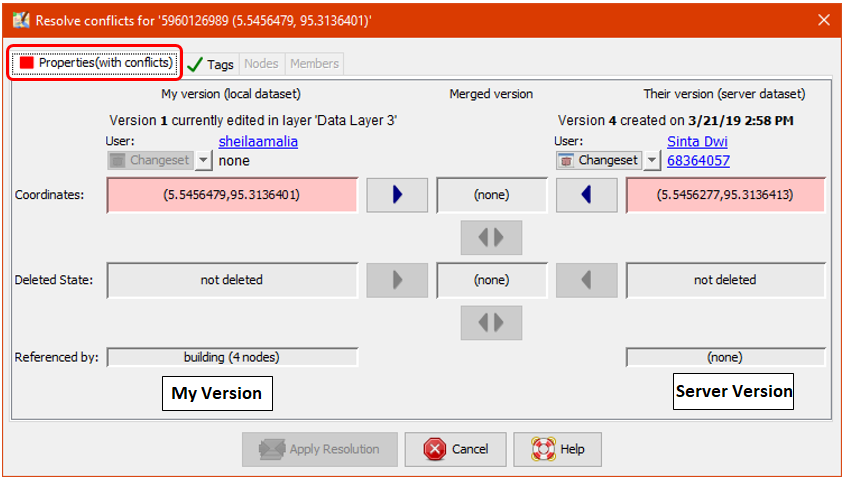 Resolve conflicts for '5960126989 (5.5456479, 95.3136401)'
Properties(with conflicts) Tags Nodes Members
My version (local dataset) Merged version Their version (server dataset)
Version 1 currently edited in layer 'Data Layer 3' Version 4 created on 3/21/19 2:58 PM
User: sheilaamalia User: Sinta Dwi
Changeset none Changeset 68364057
Coordinates: (5.5456479,95.3136401) (none) (5.5456277,95.3136413)
Deleted State: not deleted (none) not deleted
Referenced by: building (4 nodes) (none)
My Version Server Version
Apply Resolution Cancel Help